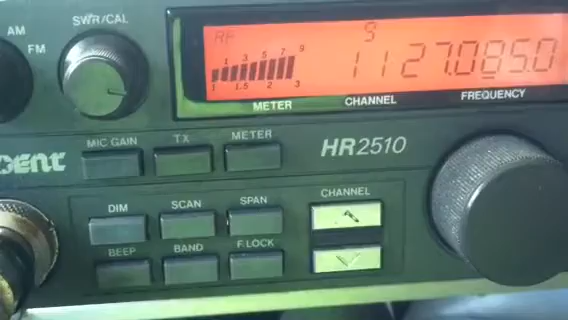 AM
FM
SWR/CAL
RF
S
1 3 5 7 9
1 1.5 2 3
11 27.085.0
METER
CHANNEL
FREQUENCY
MIC GAIN
TX
METER
HR2510
DIM
SCAN
SPAN
CHANNEL
BEEP
BAND
F.LOCK